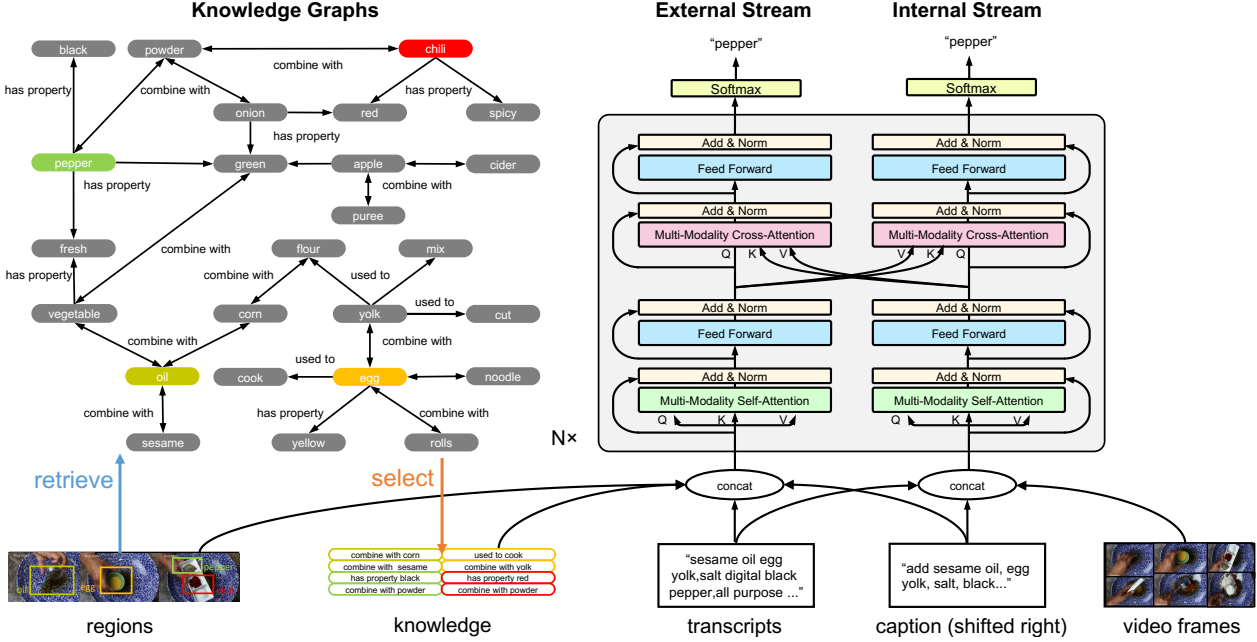 Knowledge Graphs
External Stream
Internal Stream
black
powder
chili
combine with
has property
combine with
has property
onion
red
spicy
has property
pepper
green
apple
cider
has property
combine with
puree
fresh
combine with
flour
mix
has property
combine with
used to
vegetable
corn
yolk
used to
cut
combine with
combine with
oil
used to
cook
egg
noodle
combine with
has property
combine with
sesame
yellow
rolls
retrieve
select
"pepper"
"pepper"
Softmax
Softmax
Add & Norm
Add & Norm
Feed Forward
Feed Forward
Add & Norm
Add & Norm
Multi-Modality Cross-Attention
Multi-Modality Cross-Attention
Q K V
V K Q
Add & Norm
Add & Norm
Feed Forward
Feed Forward
Add & Norm
Add & Norm
Multi-Modality Self-Attention
Multi-Modality Self-Attention
Q K V
Q K V
N×
concat
concat
oil
egg
pepper
combine with corn
used to cook
combine with sesame
combine with yolk
has property black
has property red
combine with powder
combine with powder
"sesame oil egg
yolk,salt digital black
pepper,all purpose ..."
"add sesame oil, egg
yolk, salt, black..."
regions
knowledge
transcripts
caption (shifted right)
video frames